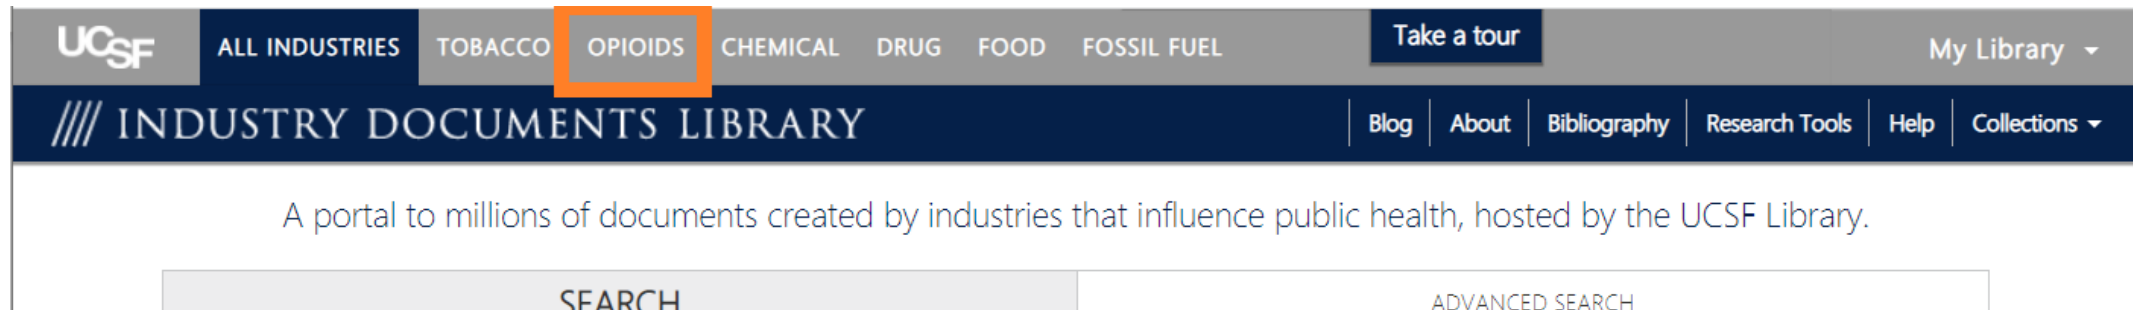 UCSF ALL INDUSTRIES TOBACCO OPIOIDS CHEMICAL DRUG FOOD FOSSIL FUEL Take a tour My Library
INDUSTRY DOCUMENTS LIBRARY Blog About Bibliography Research Tools Help Collections
A portal to millions of documents created by industries that influence public health, hosted by the UCSF Library.
SEARCH ADVANCED SEARCH